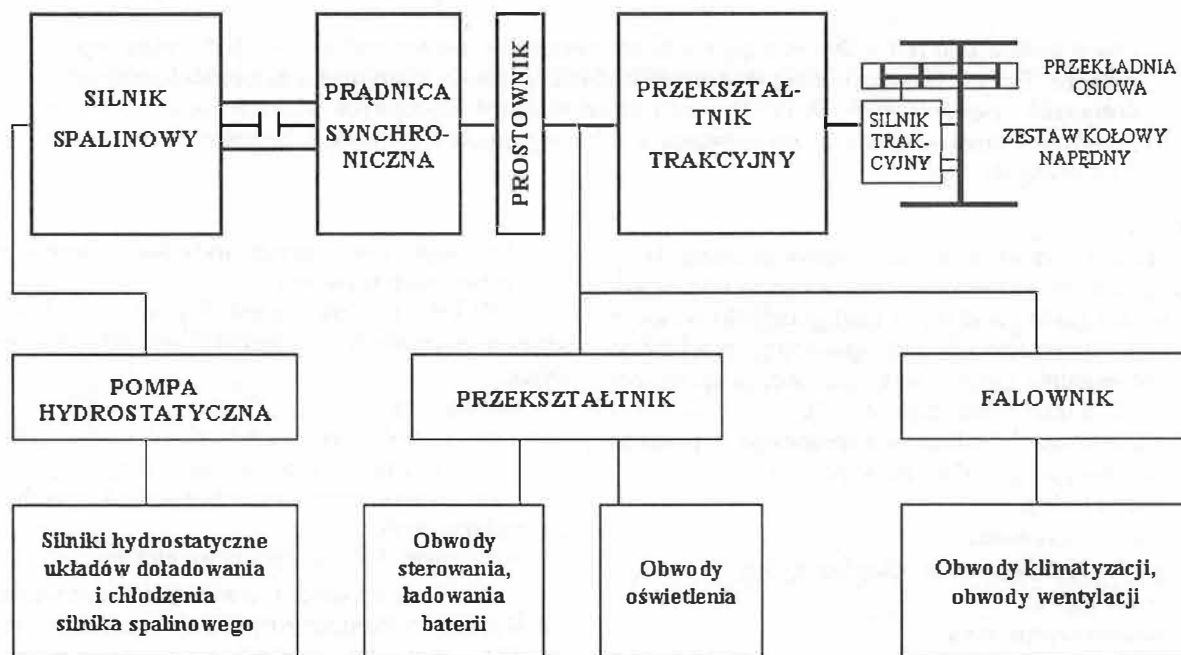 SILNIK
SPALINOWY
PRĄDNICA
SYNCHRO-
NICZNA
PROSTOWNIK
PRZEKSZTAŁ-
TNIK
TRAKCYJNY
SILNIK
TRAK-
CYJNY
PRZEKŁADNIA
OSIOWA
ZESTAW KOŁOWY
NAPĘDNY
POMPA
HYDROSTATYCZNA
PRZEKSZTAŁTNIK
FALOWNIK
Silniki hydrostatyczne
układów doładowania
i chłodzenia
silnika spalinowego
Obwody
sterowania,
ładowania
baterii
Obwody
oświetlenia
Obwody klimatyzacji,
obwody wentylacji